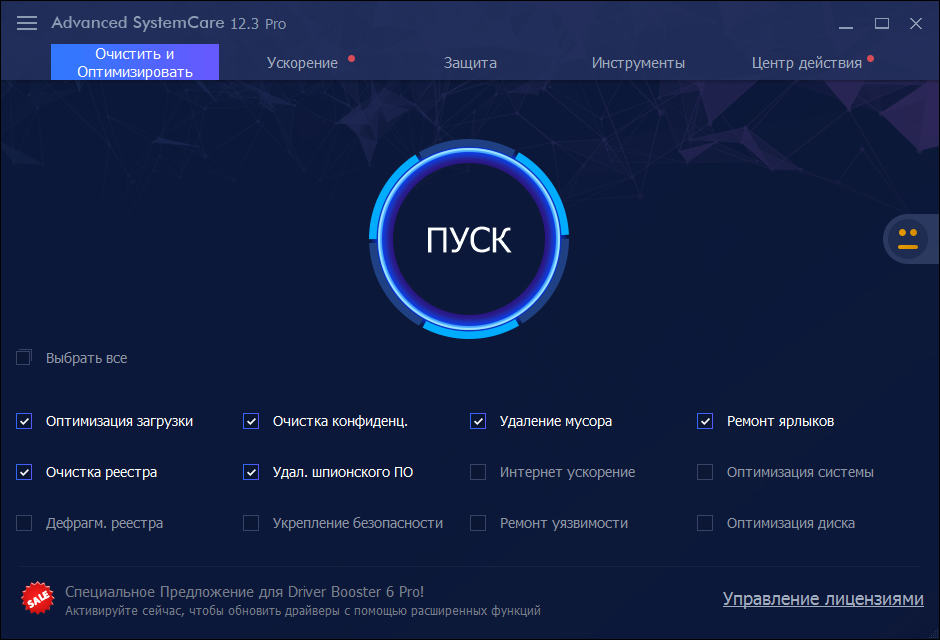 Advanced SystemCare 12.3 Pro
Очистить и
Оптимизировать
Ускорение
Защита
Инструменты
Центр действия
ПУСК
Выбрать все
Оптимизация загрузки
Очистка конфиденц.
Удаление мусора
Ремонт ярлыков
Очистка реестра
Удал. шпионского ПО
Интернет ускорение
Оптимизация системы
Дефрагм. реестра
Укрепление безопасности
Ремонт уязвимости
Оптимизация диска
SALE
Специальное Предложение для Driver Booster 6 Pro!
Активируйте сейчас, чтобы обновить драйверы с помощью расширенных функций
Управление лицензиями